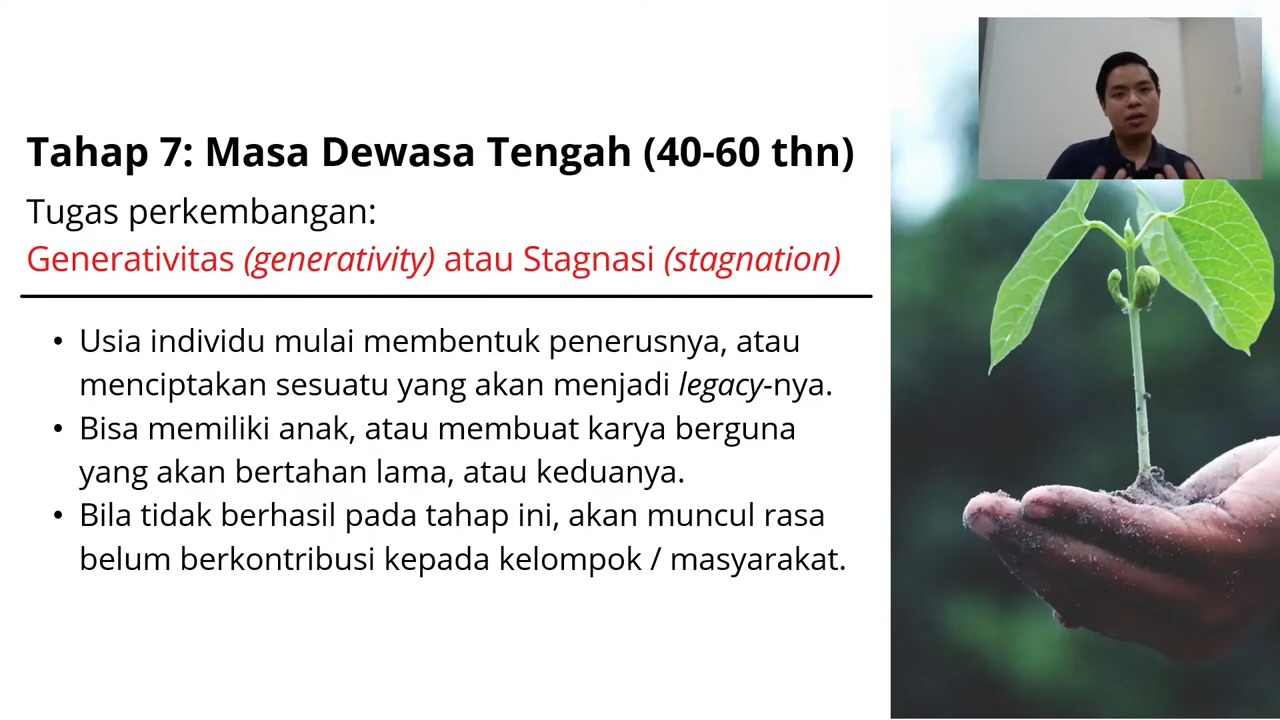 Tahap 7: Masa Dewasa Tengah (40-60 thn)
Tugas perkembangan:
Generativitas (generativity) atau Stagnasi (stagnation)
• Usia individu mulai membentuk penerusnya, atau
menciptakan sesuatu yang akan menjadi legacy-nya.
• Bisa memiliki anak, atau membuat karya berguna
yang akan bertahan lama, atau keduanya.
• Bila tidak berhasil pada tahap ini, akan muncul rasa
belum berkontribusi kepada kelompok / masyarakat.